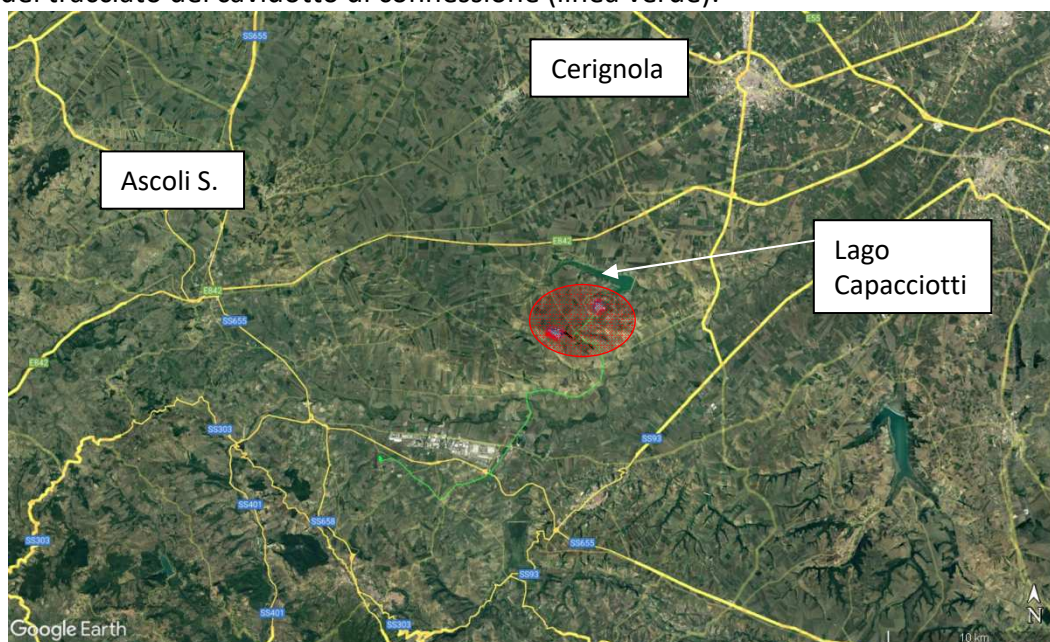 del tracciato del cavidotto di connessione (linea verde).
SS655
E55
Cerignola
Ascoli S.
E842
Lago
Capacciotti
E842
SS655
E842
SS303
SS93
SS401
SS658
SS303
SS655
SS93
SS401
Google Earth
10 km
N